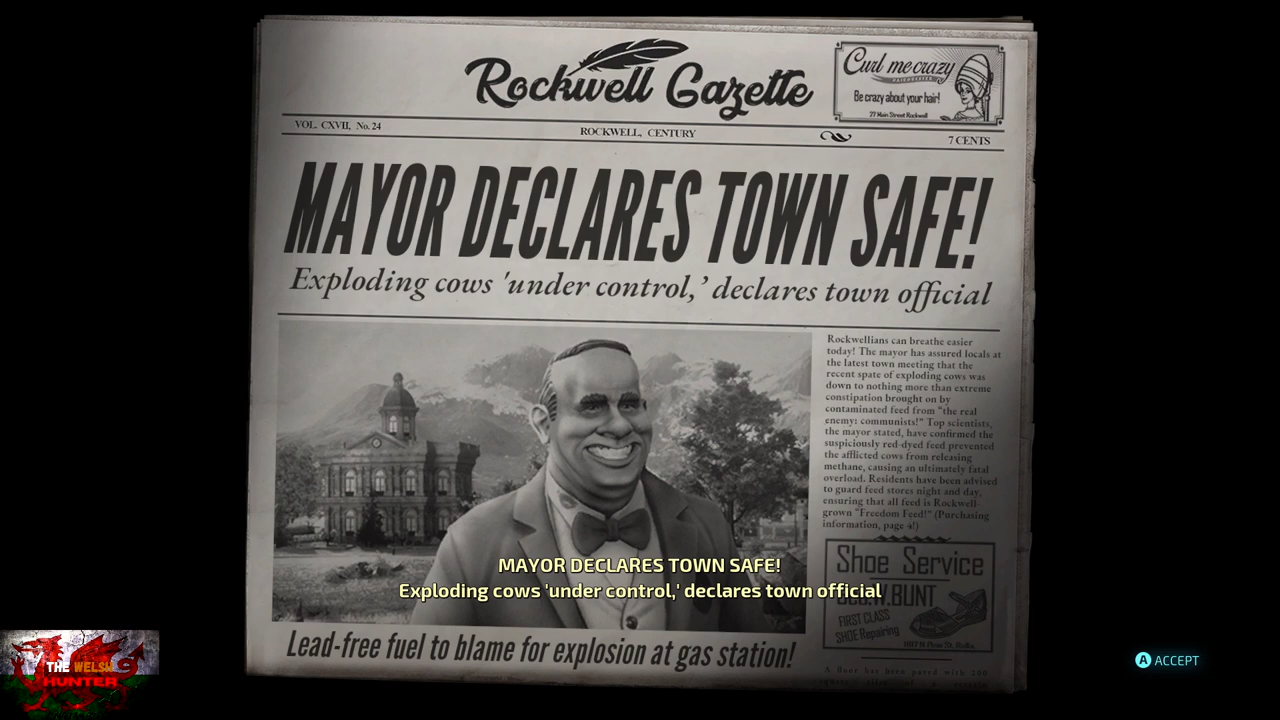 Rockwell Gazette
Curl me crazy
Be crazy about your hair!
27 Main Street Rockwell
VOL. CXVII, No. 24
ROCKWELL, CENTURY
7 CENTS
MAYOR DECLARES TOWN SAFE!
Exploding cows 'under control,' declares town official
Rockwellians can breathe easier
today! The mayor has assured locals at
the latest town meeting that the
recent spate of exploding cows was
down to nothing more than extreme
constipation brought on by
contaminated feed from "the real
enemy: communists!" Top scientists,
the mayor stated, have confirmed the
suspiciously red-dyed feed prevented
the afflicted cows from releasing
methane, causing an ultimately fatal
overload. Residents have been advised
to guard feed stores night and day,
ensuring that all feed is Rockwell-
grown "Freedom Feed!" (Purchasing
information, page 4!)
Shoe Service
W.BUNT
FIRST CLASS
SHOE Repairing
MAYOR DECLARES TOWN SAFE!
Exploding cows 'under control,' declares town official
Lead-free fuel to blame for explosion at gas station!
A floor has been paved with 200
THE WELSH
HUNTER
A ACCEPT